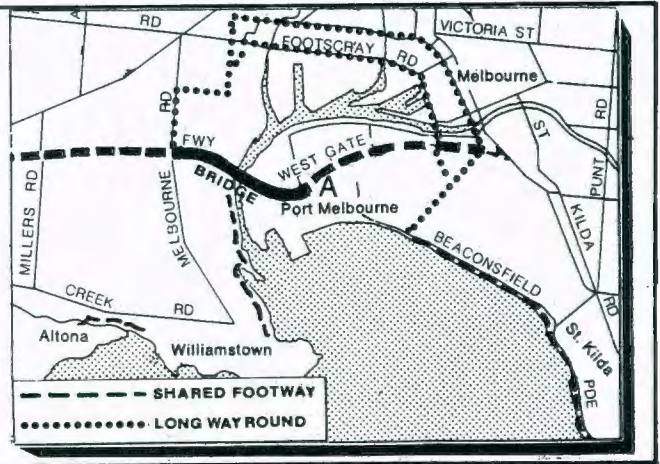 RD
VICTORIA ST
FOOTSCRAY RD
Melbourne
RD
RD
ST
FWY
WEST GATE
BRIDGE
A
Port Melbourne
PUNT
RD
KILDA
MILLERS RD
MELBOURNE
BEACONSFIELD
CREEK RD
Altona
Williamstown
St. Kilda
PDE
SHARED FOOTWAY
LONG WAY ROUND